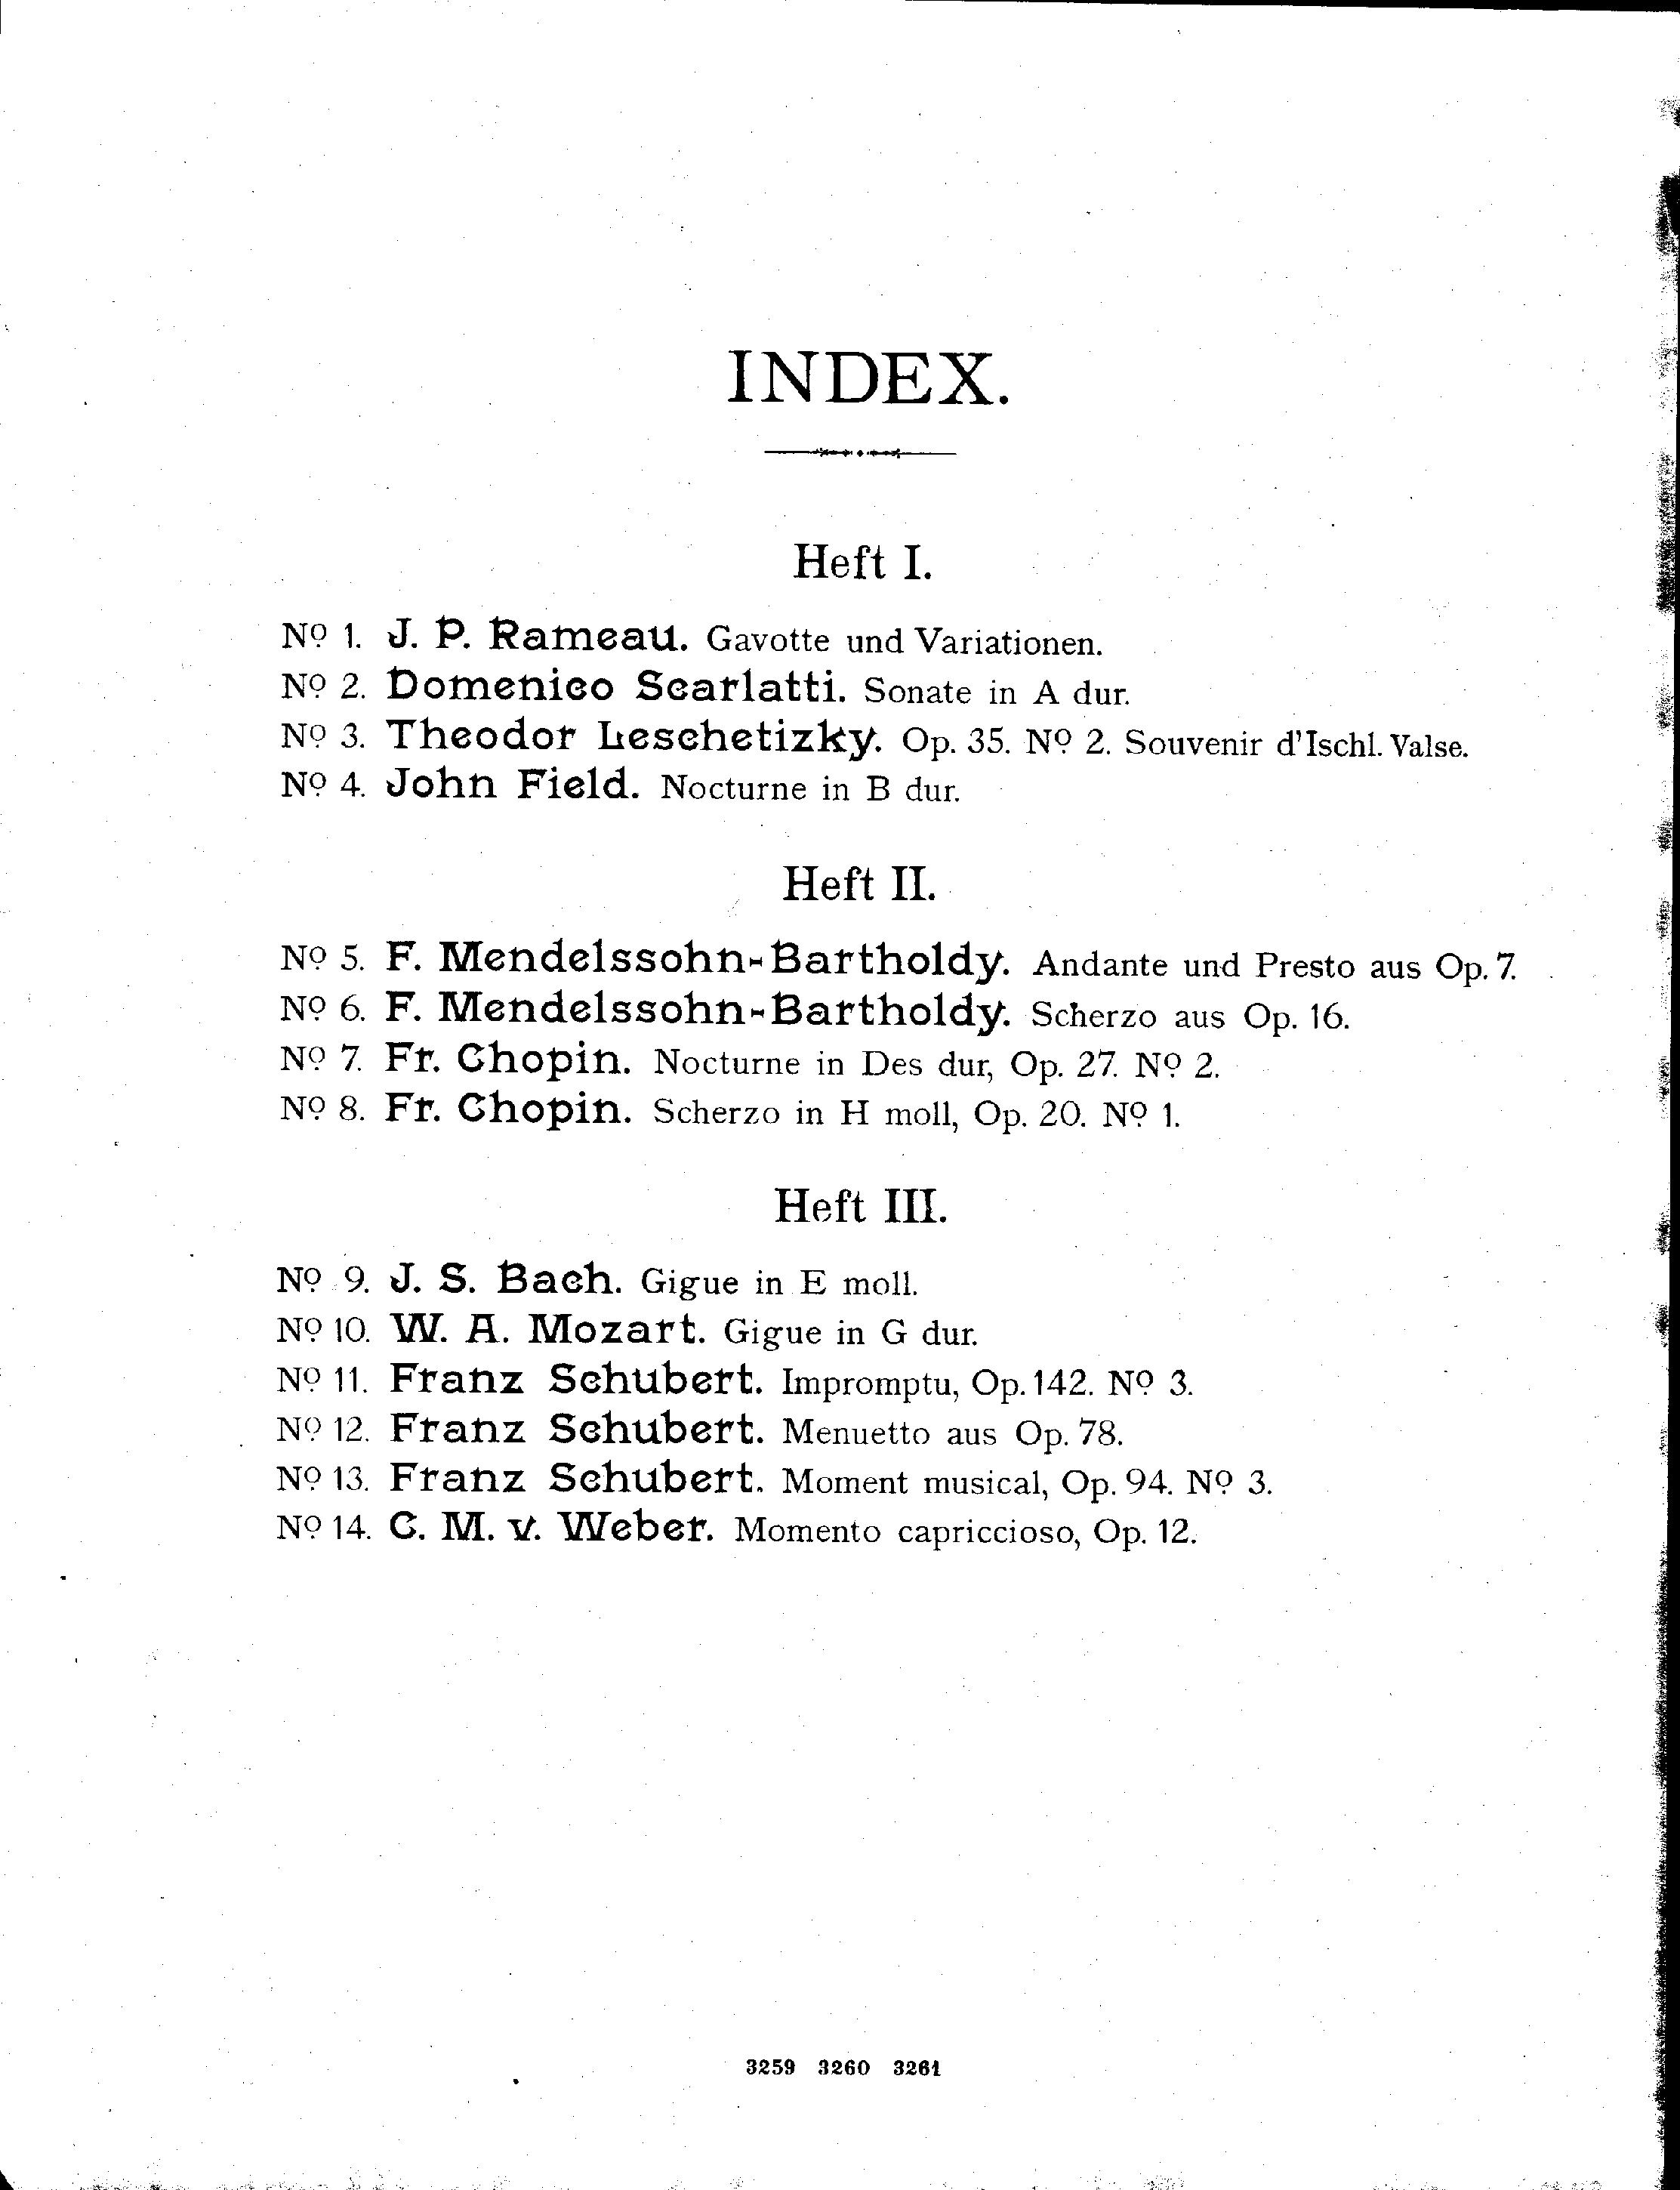 INDEX.
Heft I.
Nº 1. J. P. Rameau. Gavotte und Variationen.
Nº 2. Domenico Scarlatti. Sonate in A dur.
Nº 3. Theodor Leschetizky. Op. 35. Nº 2. Souvenir d'Ischl. Valse.
Nº 4. John Field. Nocturne in B dur.
Heft II.
Nº 5. F. Mendelssohn-Bartholdy. Andante und Presto aus Op. 7.
Nº 6. F. Mendelssohn-Bartholdy. Scherzo aus Op. 16.
Nº 7. Fr. Chopin. Nocturne in Des dur, Op. 27. Nº 2.
Nº 8. Fr. Chopin. Scherzo in H moll, Op. 20. Nº 1.
Heft III.
Nº 9. J. S. Bach. Gigue in E moll.
Nº 10. W. A. Mozart. Gigue in G dur.
Nº 11. Franz Schubert. Impromptu, Op. 142. Nº 3.
Nº 12. Franz Schubert. Menuetto aus Op. 78.
Nº 13. Franz Schubert. Moment musical, Op. 94. Nº 3.
Nº 14. C. M. v. Weber. Momento capriccioso, Op. 12.
3259 3260 3261